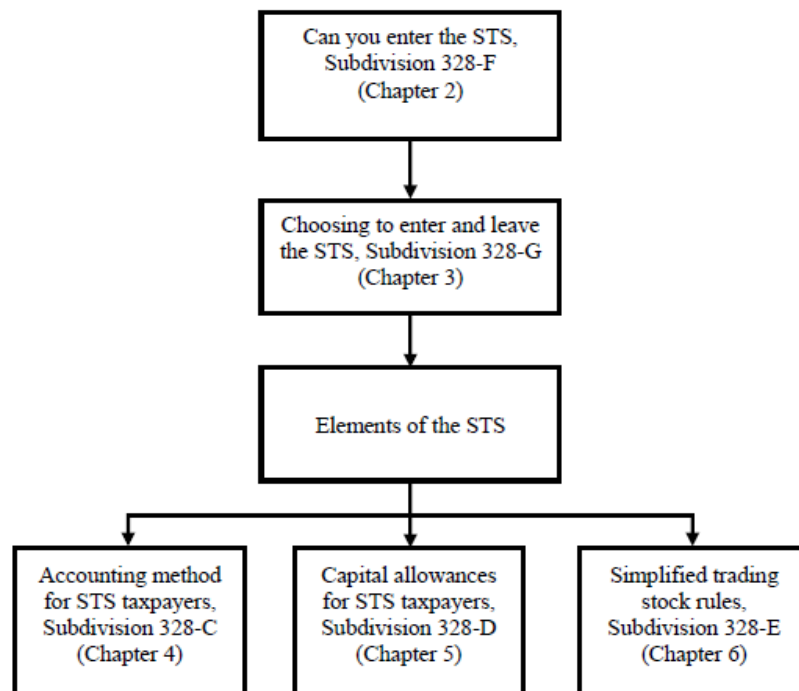 Can you enter the STS,
Subdivision 328-F
(Chapter 2)
Choosing to enter and leave
the STS, Subdivision 328-G
(Chapter 3)
Elements of the STS
Accounting method
for STS taxpayers,
Subdivision 328-C
(Chapter 4)
Capital allowances
for STS taxpayers,
Subdivision 328-D
(Chapter 5)
Simplified trading
stock rules,
Subdivision 328-E
(Chapter 6)